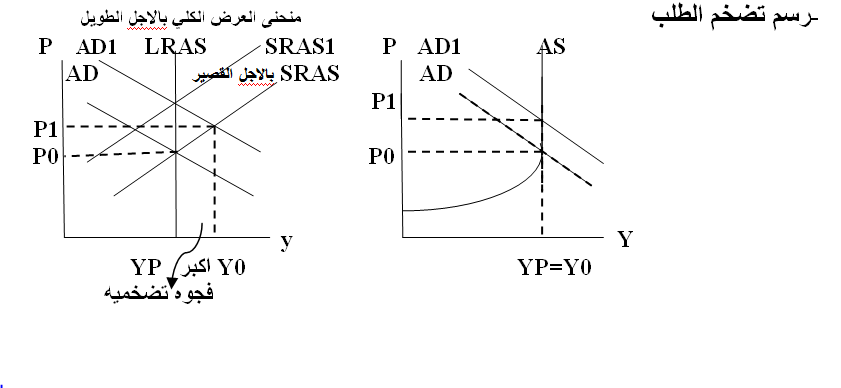 -رسم تضخم الطلب
منحنى العرض الكلي بالاجل الطويل
P AD1 LRAS SRAS1
AD بالاجل القصير SRAS
P1
P0
y
YP اكبر Y0
فجوه تضخميه
P AD1 AS
AD
P1
P0
Y
YP=Y0